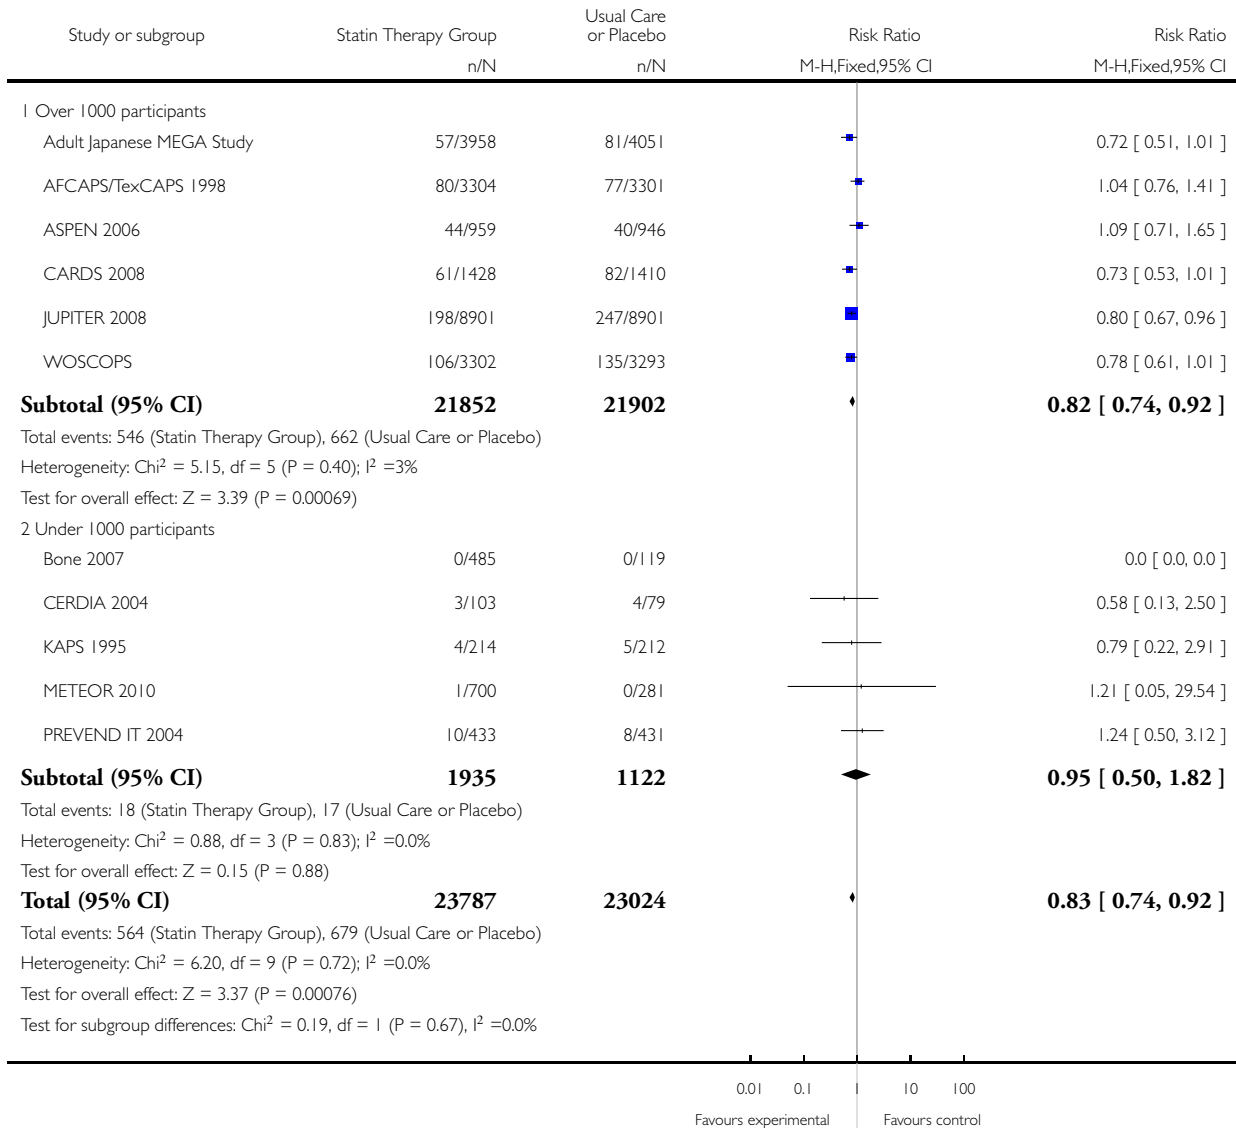 Study or subgroup Statin Therapy Group Usual Care or Placebo Risk Ratio Risk Ratio
n/N n/N M-H,Fixed,95% CI M-H,Fixed,95% CI
1 Over 1000 participants
Adult Japanese MEGA Study 57/3958 81/4051 0.72 [ 0.51, 1.01 ]
AFCAPS/TexCAPS 1998 80/3304 77/3301 1.04 [ 0.76, 1.41 ]
ASPEN 2006 44/959 40/946 1.09 [ 0.71, 1.65 ]
CARDS 2008 61/1428 82/1410 0.73 [ 0.53, 1.01 ]
JUPITER 2008 198/8901 247/8901 0.80 [ 0.67, 0.96 ]
WOSCOPS 106/3302 135/3293 0.78 [ 0.61, 1.01 ]
Subtotal (95% CI) 21852 21902 0.82 [ 0.74, 0.92 ]
Total events: 546 (Statin Therapy Group), 662 (Usual Care or Placebo)
Heterogeneity: Chi² = 5.15, df = 5 (P = 0.40); I² =3%
Test for overall effect: Z = 3.39 (P = 0.00069)
2 Under 1000 participants
Bone 2007 0/485 0/119 0.0 [ 0.0, 0.0 ]
CERDIA 2004 3/103 4/79 0.58 [ 0.13, 2.50 ]
KAPS 1995 4/214 5/212 0.79 [ 0.22, 2.91 ]
METEOR 2010 1/700 0/281 1.21 [ 0.05, 29.54 ]
PREVEND IT 2004 10/433 8/431 1.24 [ 0.50, 3.12 ]
Subtotal (95% CI) 1935 1122 0.95 [ 0.50, 1.82 ]
Total events: 18 (Statin Therapy Group), 17 (Usual Care or Placebo)
Heterogeneity: Chi² = 0.88, df = 3 (P = 0.83); I² =0.0%
Test for overall effect: Z = 0.15 (P = 0.88)
Total (95% CI) 23787 23024 0.83 [ 0.74, 0.92 ]
Total events: 564 (Statin Therapy Group), 679 (Usual Care or Placebo)
Heterogeneity: Chi² = 6.20, df = 9 (P = 0.72); I² =0.0%
Test for overall effect: Z = 3.37 (P = 0.00076)
Test for subgroup differences: Chi² = 0.19, df = 1 (P = 0.67), I² =0.0%
0.01 0.1 1 10 100
Favours experimental Favours control